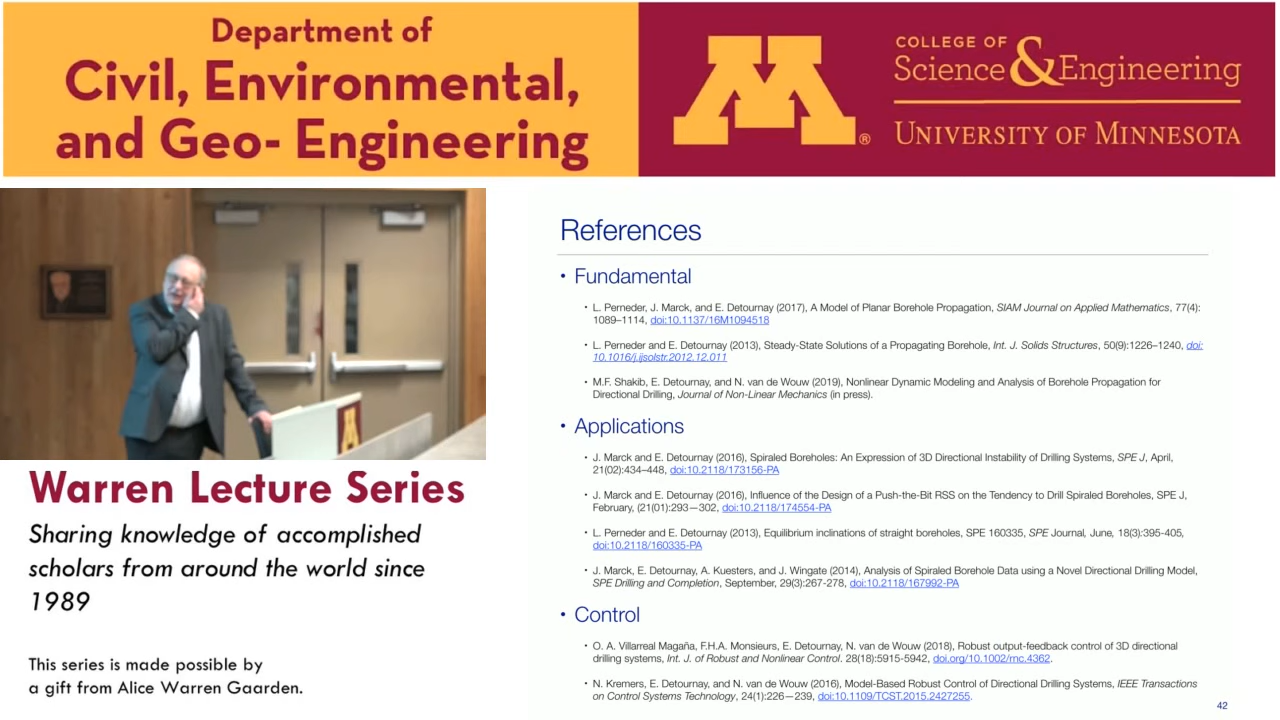 Department of
Civil, Environmental,
and Geo- Engineering
M®
COLLEGE OF
Science & Engineering
UNIVERSITY OF MINNESOTA
References
• Fundamental
• L. Perneder, J. Marck, and E. Detournay (2017), A Model of Planar Borehole Propagation, SIAM Journal on Applied Mathematics, 77(4):
1089–1114, doi:10.1137/16M1094518
• L. Perneder and E. Detournay (2013), Steady-State Solutions of a Propagating Borehole, Int. J. Solids Structures, 50(9):1226–1240, doi:
10.1016/j.ijsolstr.2012.12.011
• M.F. Shakib, E. Detournay, and N. van de Wouw (2019), Nonlinear Dynamic Modeling and Analysis of Borehole Propagation for
Directional Drilling, Journal of Non-Linear Mechanics (in press).
• Applications
• J. Marck and E. Detournay (2016), Spiraled Boreholes: An Expression of 3D Directional Instability of Drilling Systems, SPE J, April,
21(02):434–448, doi:10.2118/173156-PA
• J. Marck and E. Detournay (2016), Influence of the Design of a Push-the-Bit RSS on the Tendency to Drill Spiraled Boreholes, SPE J,
February, (21(01):293—302, doi:10.2118/174554-PA
• L. Perneder and E. Detournay (2013), Equilibrium inclinations of straight boreholes, SPE 160335, SPE Journal, June, 18(3):395-405,
doi:10.2118/160335-PA
• J. Marck, E. Detournay, A. Kuesters, and J. Wingate (2014), Analysis of Spiraled Borehole Data using a Novel Directional Drilling Model,
SPE Drilling and Completion, September, 29(3):267-278, doi:10.2118/167992-PA
• Control
• O. A. Villarreal Magaña, F.H.A. Monsieurs, E. Detournay, N. van de Wouw (2018), Robust output-feedback control of 3D directional
drilling systems, Int. J. of Robust and Nonlinear Control. 28(18):5915-5942, doi.org/10.1002/rnc.4362.
• N. Kremers, E. Detournay, and N. van de Wouw (2016), Model-Based Robust Control of Directional Drilling Systems, IEEE Transactions
on Control Systems Technology, 24(1):226—239, doi:10.1109/TCST.2015.2427255.
42
M
Warren Lecture Series
Sharing knowledge of accomplished
scholars from around the world since
1989
This series is made possible by
a gift from Alice Warren Gaarden.